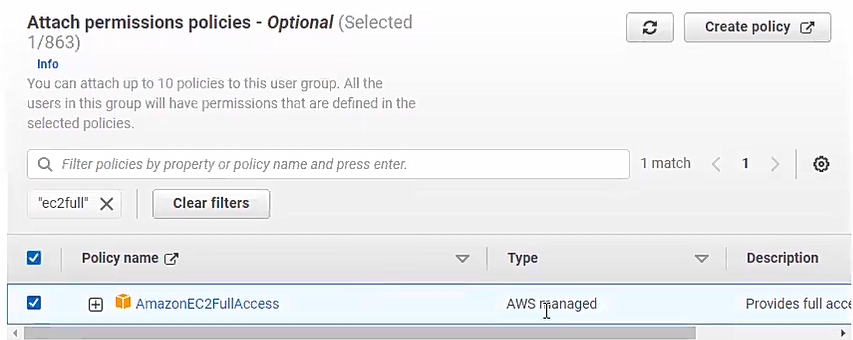 Attach permissions policies - Optional (Selected
1/863)
Info
You can attach up to 10 policies to this user group. All the
users in this group will have permissions that are defined in the
selected policies.
Create policy
Filter policies by property or policy name and press enter.
1 match
1
"ec2full"
Clear filters
Policy name
Type
Description
AmazonEC2FullAccess
AWS managed
Provides full acce